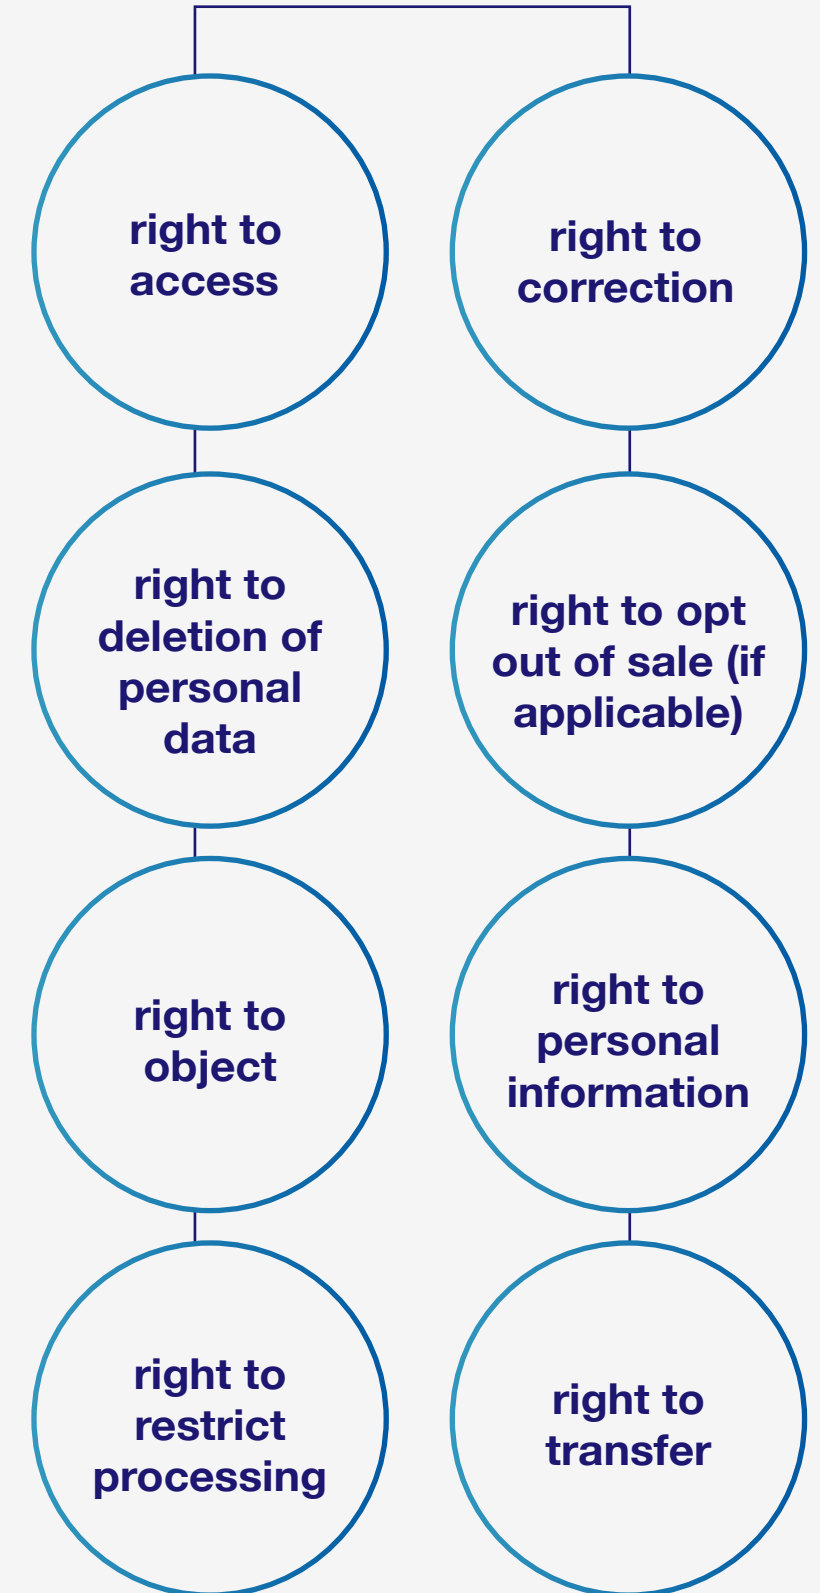 right to
access
right to
correction
right to
deletion of
personal
data
right to opt
out of sale (if
applicable)
right to
object
right to
personal
information
right to
restrict
processing
right to
transfer